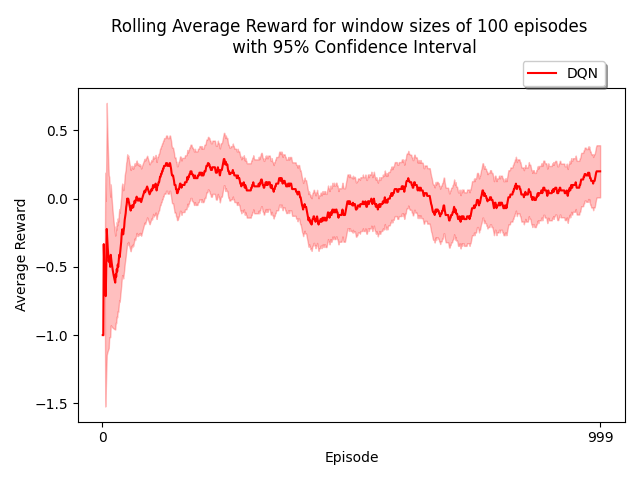 Rolling Average Reward for window sizes of 100 episodes
with 95% Confidence Interval
DQN
0.5
0.0
−0.5
−1.0
−1.5
Average Reward
0 999
Episode